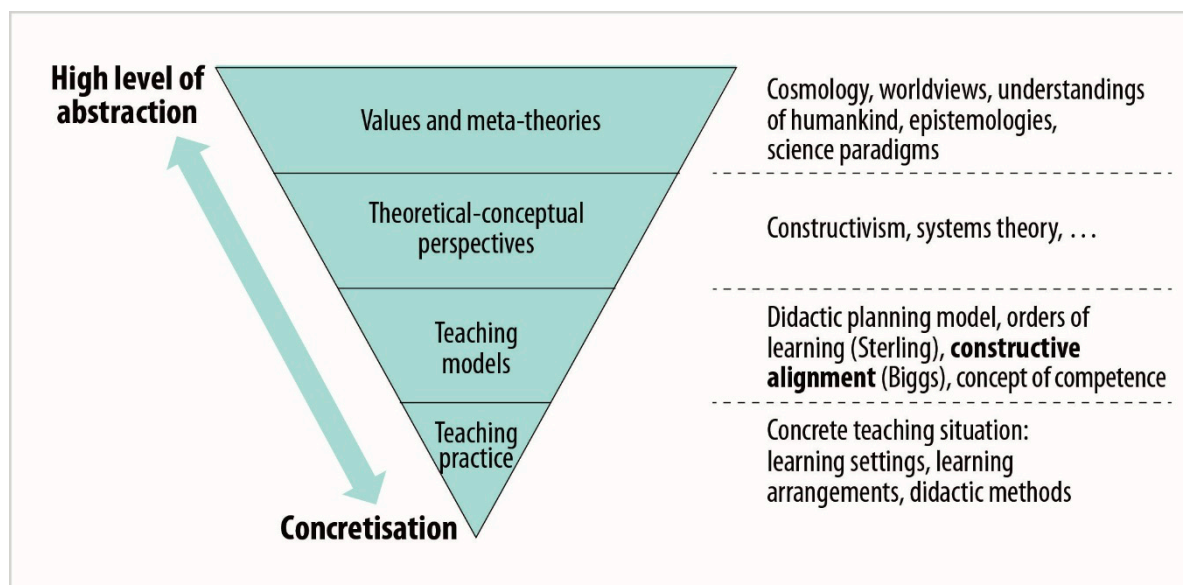 High level of
abstraction
Values and meta-theories
Cosmology, worldviews, understandings
of humankind, epistemologies,
science paradigms
Theoretical-conceptual
perspectives
Constructivism, systems theory, …
Teaching
models
Didactic planning model, orders of
learning (Sterling), constructive
alignment (Biggs), concept of competence
Teaching
practice
Concrete teaching situation:
learning settings, learning
arrangements, didactic methods
Concretisation